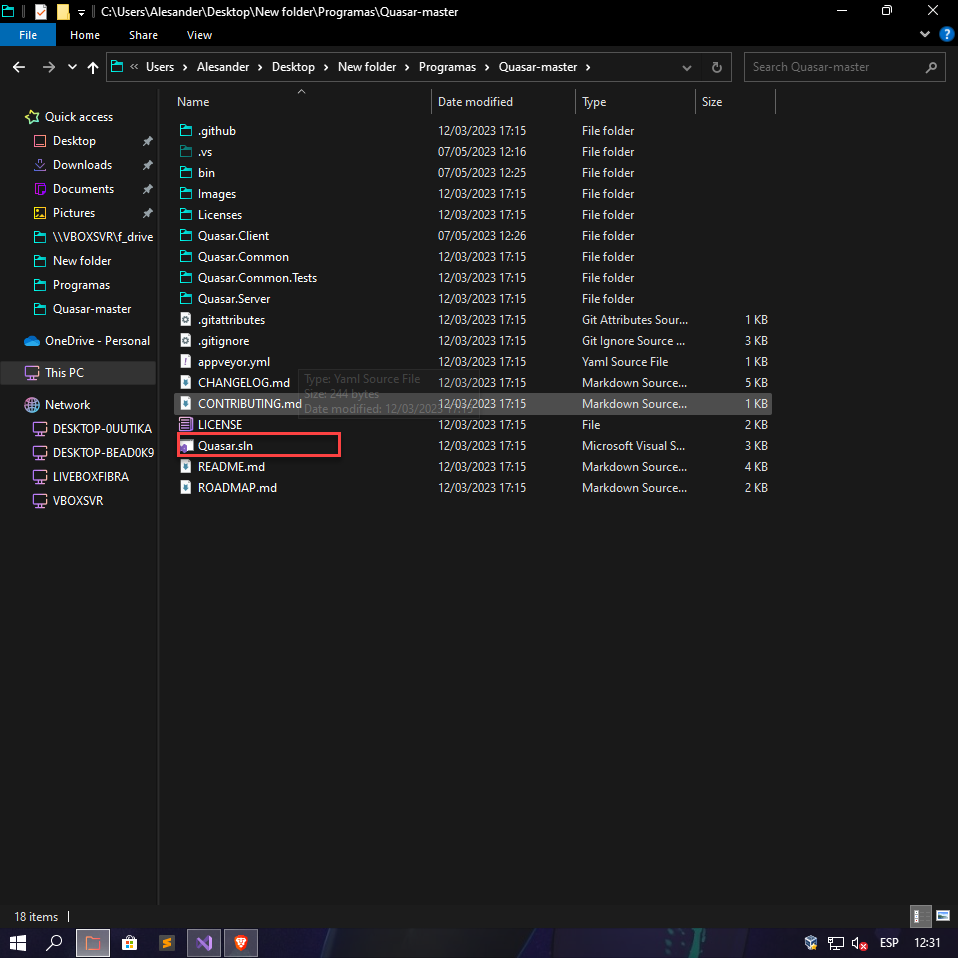 C:\Users\Alesander\Desktop\New folder\Programas\Quasar-master
File Home Share View
« Users Alesander Desktop New folder Programas Quasar-master Search Quasar-master
Name Date modified Type Size
Quick access
Desktop
Downloads
Documents
Pictures
\\VBOXSVR\f_drive
New folder
Programas
Quasar-master
OneDrive - Personal
This PC
Network
DESKTOP-0UUTIKA
DESKTOP-BEAD0K9
LIVEBOXFIBRA
VBOXSVR
.github 12/03/2023 17:15 File folder
.vs 07/05/2023 12:16 File folder
bin 07/05/2023 12:25 File folder
Images 12/03/2023 17:15 File folder
Licenses 12/03/2023 17:15 File folder
Quasar.Client 07/05/2023 12:26 File folder
Quasar.Common 12/03/2023 17:15 File folder
Quasar.Common.Tests 12/03/2023 17:15 File folder
Quasar.Server 12/03/2023 17:15 File folder
.gitattributes 12/03/2023 17:15 Git Attributes Sour... 1 KB
.gitignore 12/03/2023 17:15 Git Ignore Source ... 3 KB
appveyor.yml 12/03/2023 17:15 Yaml Source File 1 KB
CHANGELOG.md 12/03/2023 17:15 Markdown Source... 5 KB
Type: Yaml Source File
Size: 244 bytes
Date modified: 12/03/2023 17:15
CONTRIBUTING.md 12/03/2023 17:15 Markdown Source... 1 KB
LICENSE 12/03/2023 17:15 File 2 KB
Quasar.sln 12/03/2023 17:15 Microsoft Visual S... 3 KB
README.md 12/03/2023 17:15 Markdown Source... 4 KB
ROADMAP.md 12/03/2023 17:15 Markdown Source... 2 KB
18 items
ESP 12:31